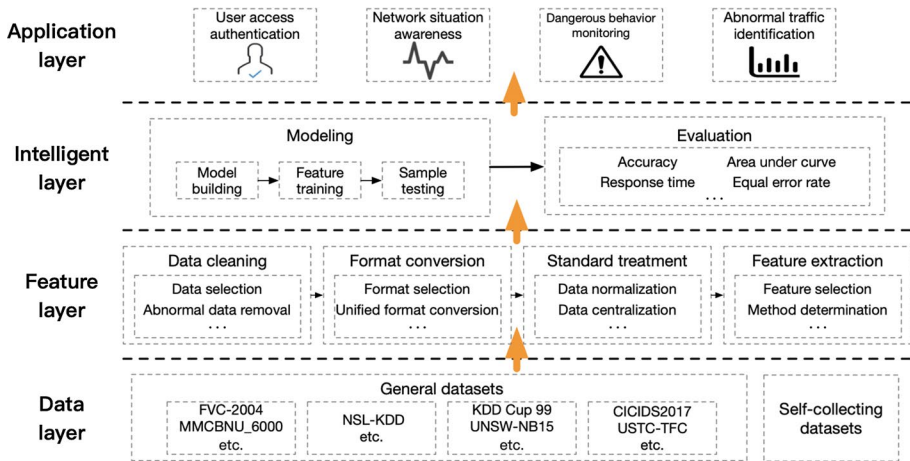 Application
layer
User access
authentication
Network situation
awareness
Dangerous behavior
monitoring
Abnormal traffic
identification
Intelligent
layer
Modeling
Model
building
Feature
training
Sample
testing
Evaluation
Accuracy
Area under curve
Response time
Equal error rate
...
Feature
layer
Data cleaning
Data selection
Abnormal data removal
...
Format conversion
Format selection
Unified format conversion
...
Standard treatment
Data normalization
Data centralization
...
Feature extraction
Feature selection
Method determination
...
Data
layer
General datasets
FVC-2004
MMCBNU_6000
etc.
NSL-KDD
etc.
KDD Cup 99
UNSW-NB15
etc.
CICIDS2017
USTC-TFC
etc.
Self-collecting
datasets